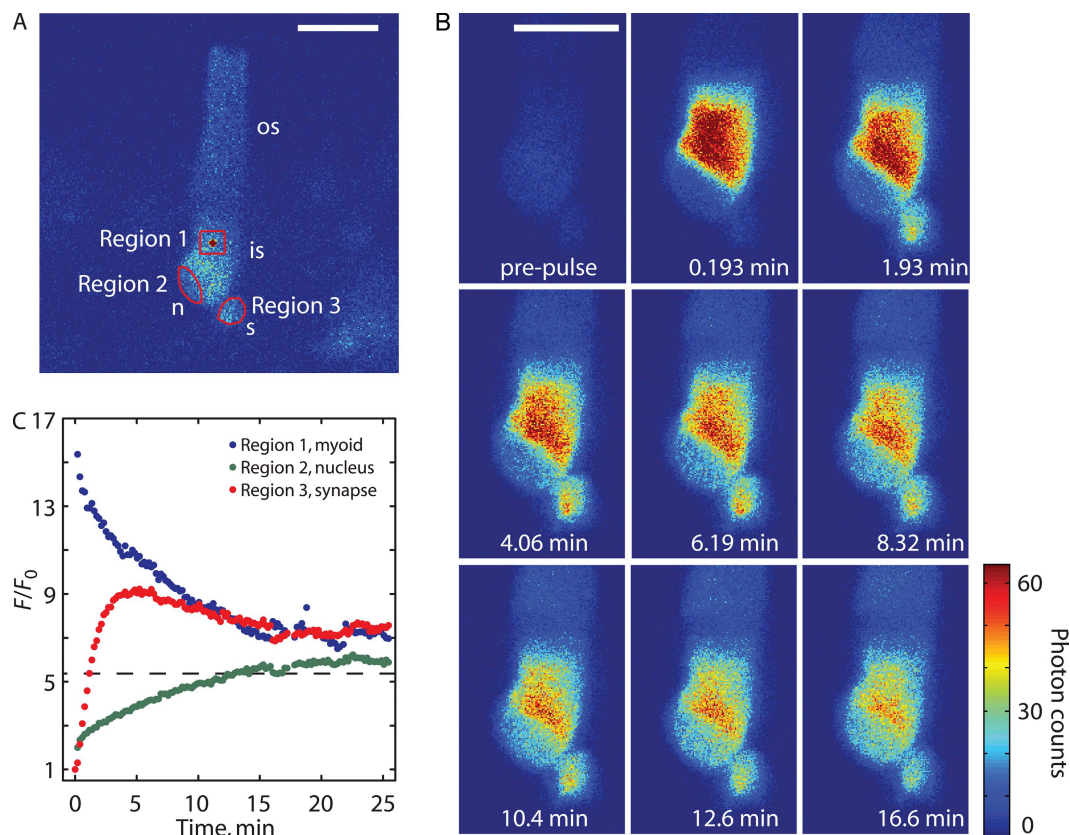 A
os
Region 1
is
Region 2
n
Region 3
s
B
pre-pulse
0.193 min
1.93 min
4.06 min
6.19 min
8.32 min
10.4 min
12.6 min
16.6 min
60
30
0
Photon counts
C
17
13
9
5
1
F/F0
Region 1, myoid
Region 2, nucleus
Region 3, synapse
0
5
10
15
20
25
Time, min